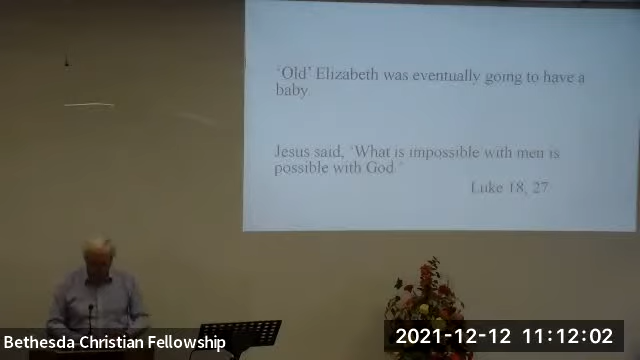 'Old' Elizabeth was eventually going to have a
baby.
Jesus said, 'What is impossible with men is
possible with God.'
Luke 18, 27
Bethesda Christian Fellowship
2021-12-12 11:12:02